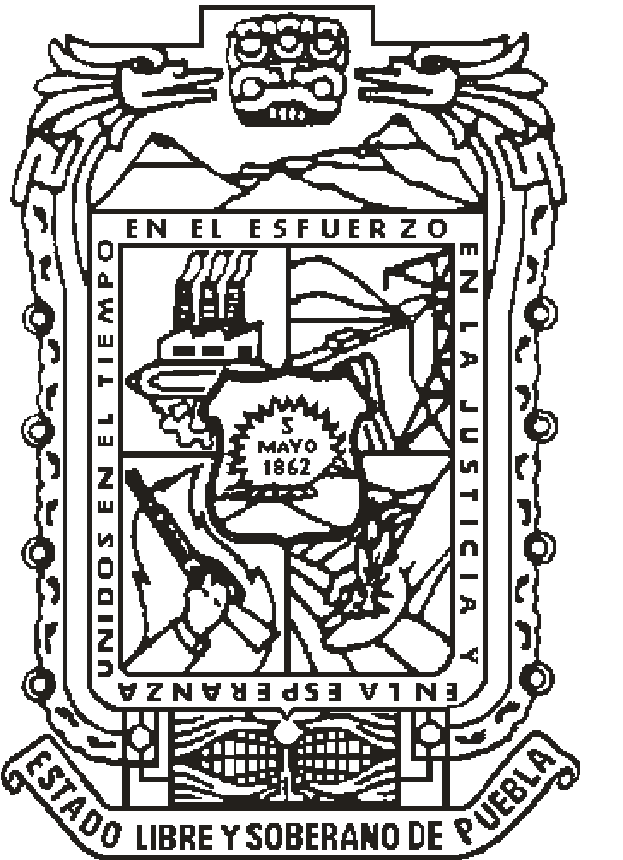 UNIDOS EN EL TIEMPO
EN EL ESFUERZO
EN LA JUSTICIA Y
EN LA ESPERANZA
5
MAYO
1862
ESTADO LIBRE Y SOBERANO DE PUEBLA